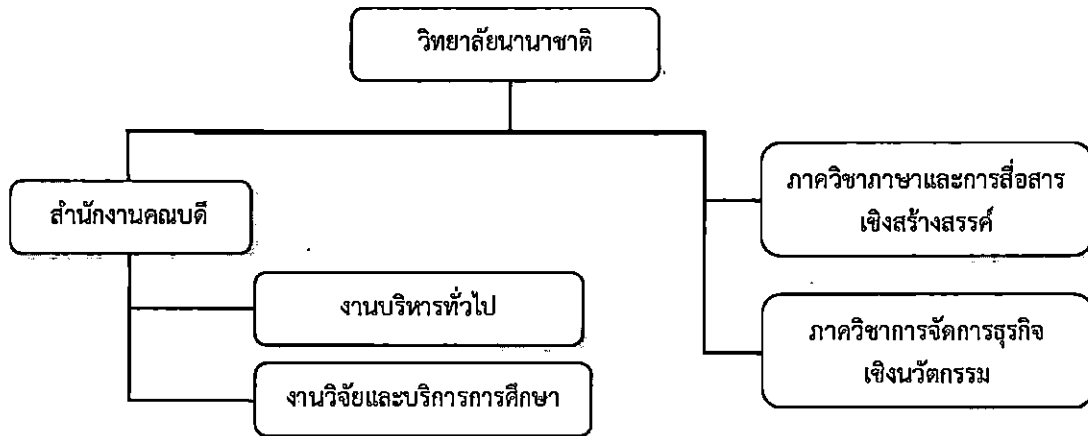 วิทยาลัยนานาชาติ
สำนักงานคณบดี
งานบริหารทั่วไป
งานวิจัยและบริการการศึกษา
ภาควิชาภาษาและการสื่อสาร
เชิงสร้างสรรค์
ภาควิชาการจัดการธุรกิจ
เชิงนวัตกรรม